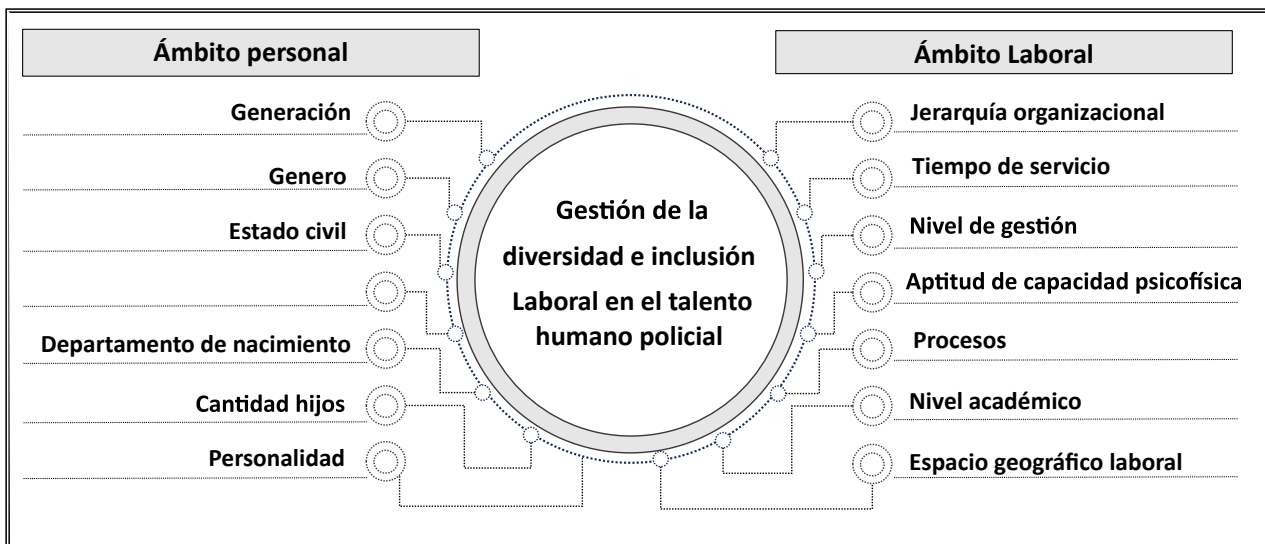 Ámbito personal
Generación
Genero
Estado civil
Departamento de nacimiento
Cantidad hijos
Personalidad
Gestión de la
diversidad e inclusión
Laboral en el talento
humano policial
Ámbito Laboral
Jerarquía organizacional
Tiempo de servicio
Nivel de gestión
Aptitud de capacidad psicofísica
Procesos
Nivel académico
Espacio geográfico laboral